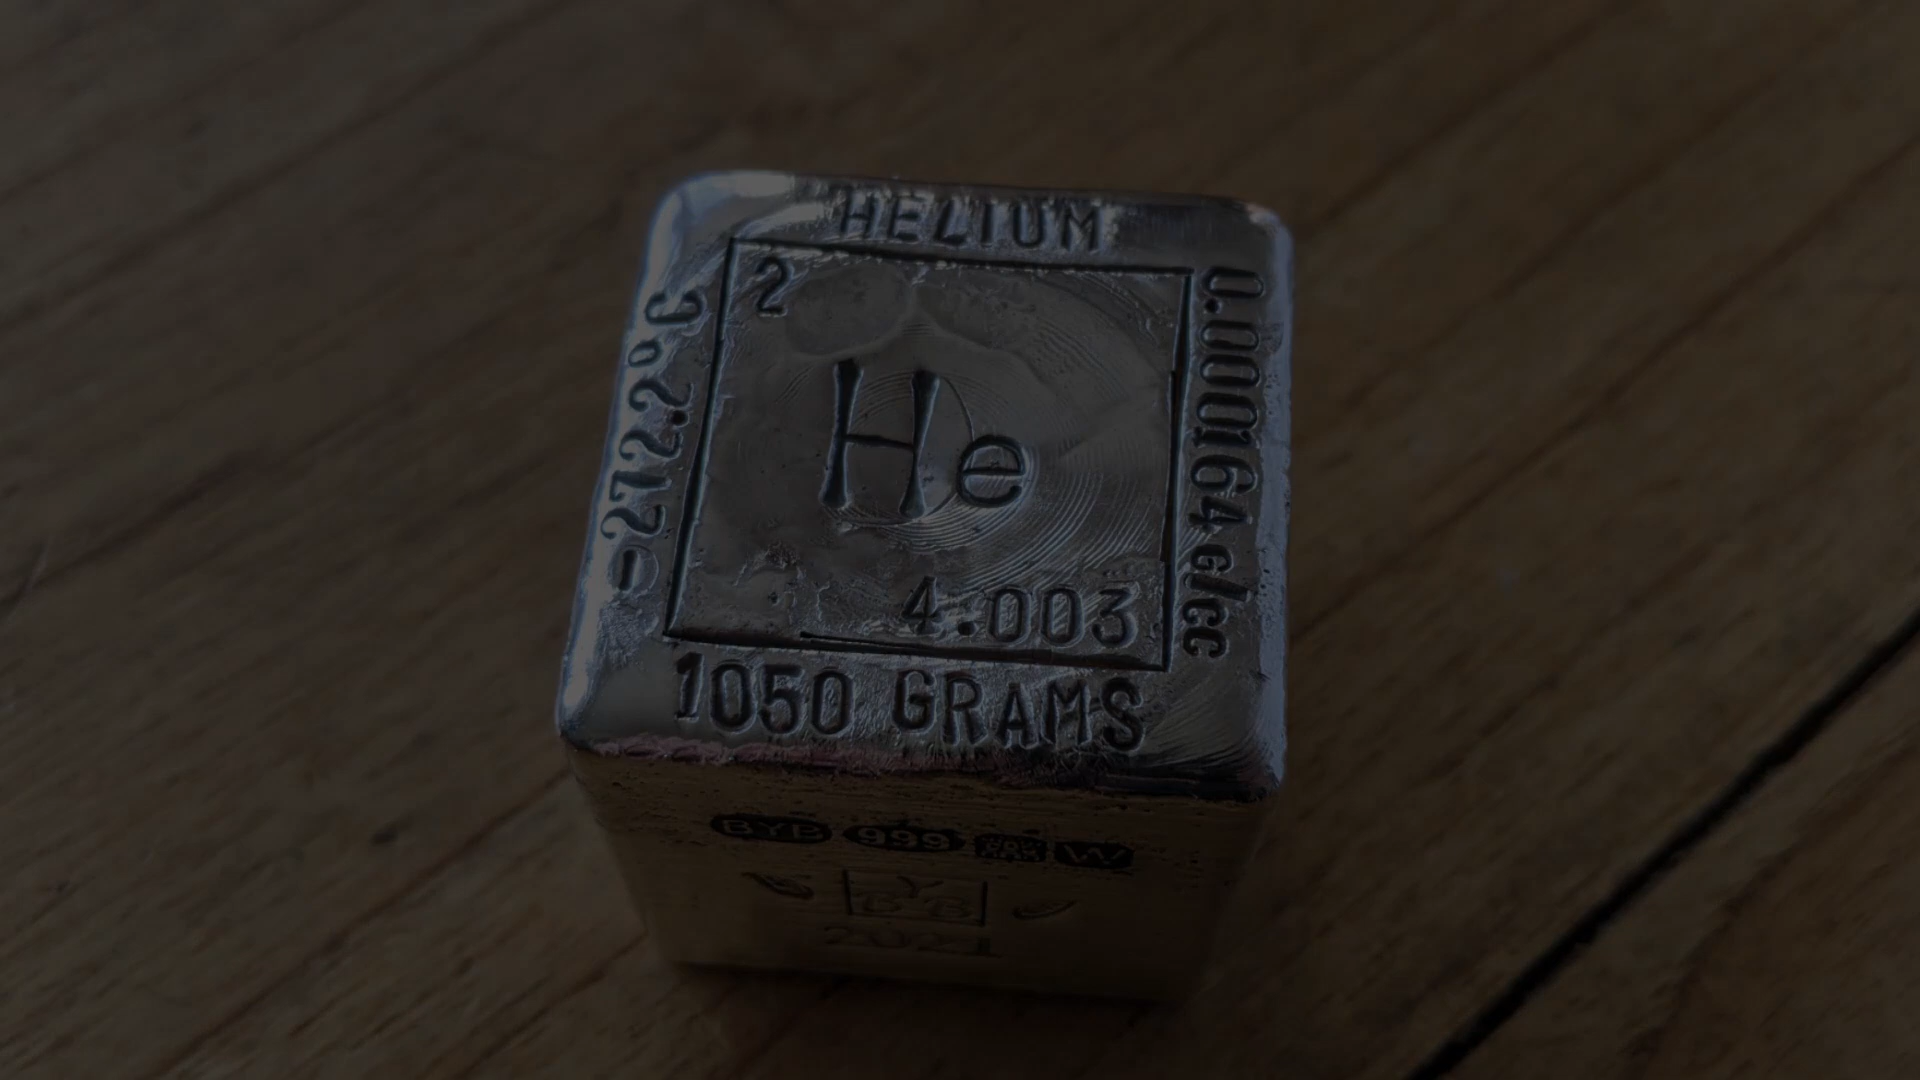 HELIUM
2
-272.2°C
He
0.000164 G/CC
4.003
1050 GRAMS
BYB 999
Y
B B